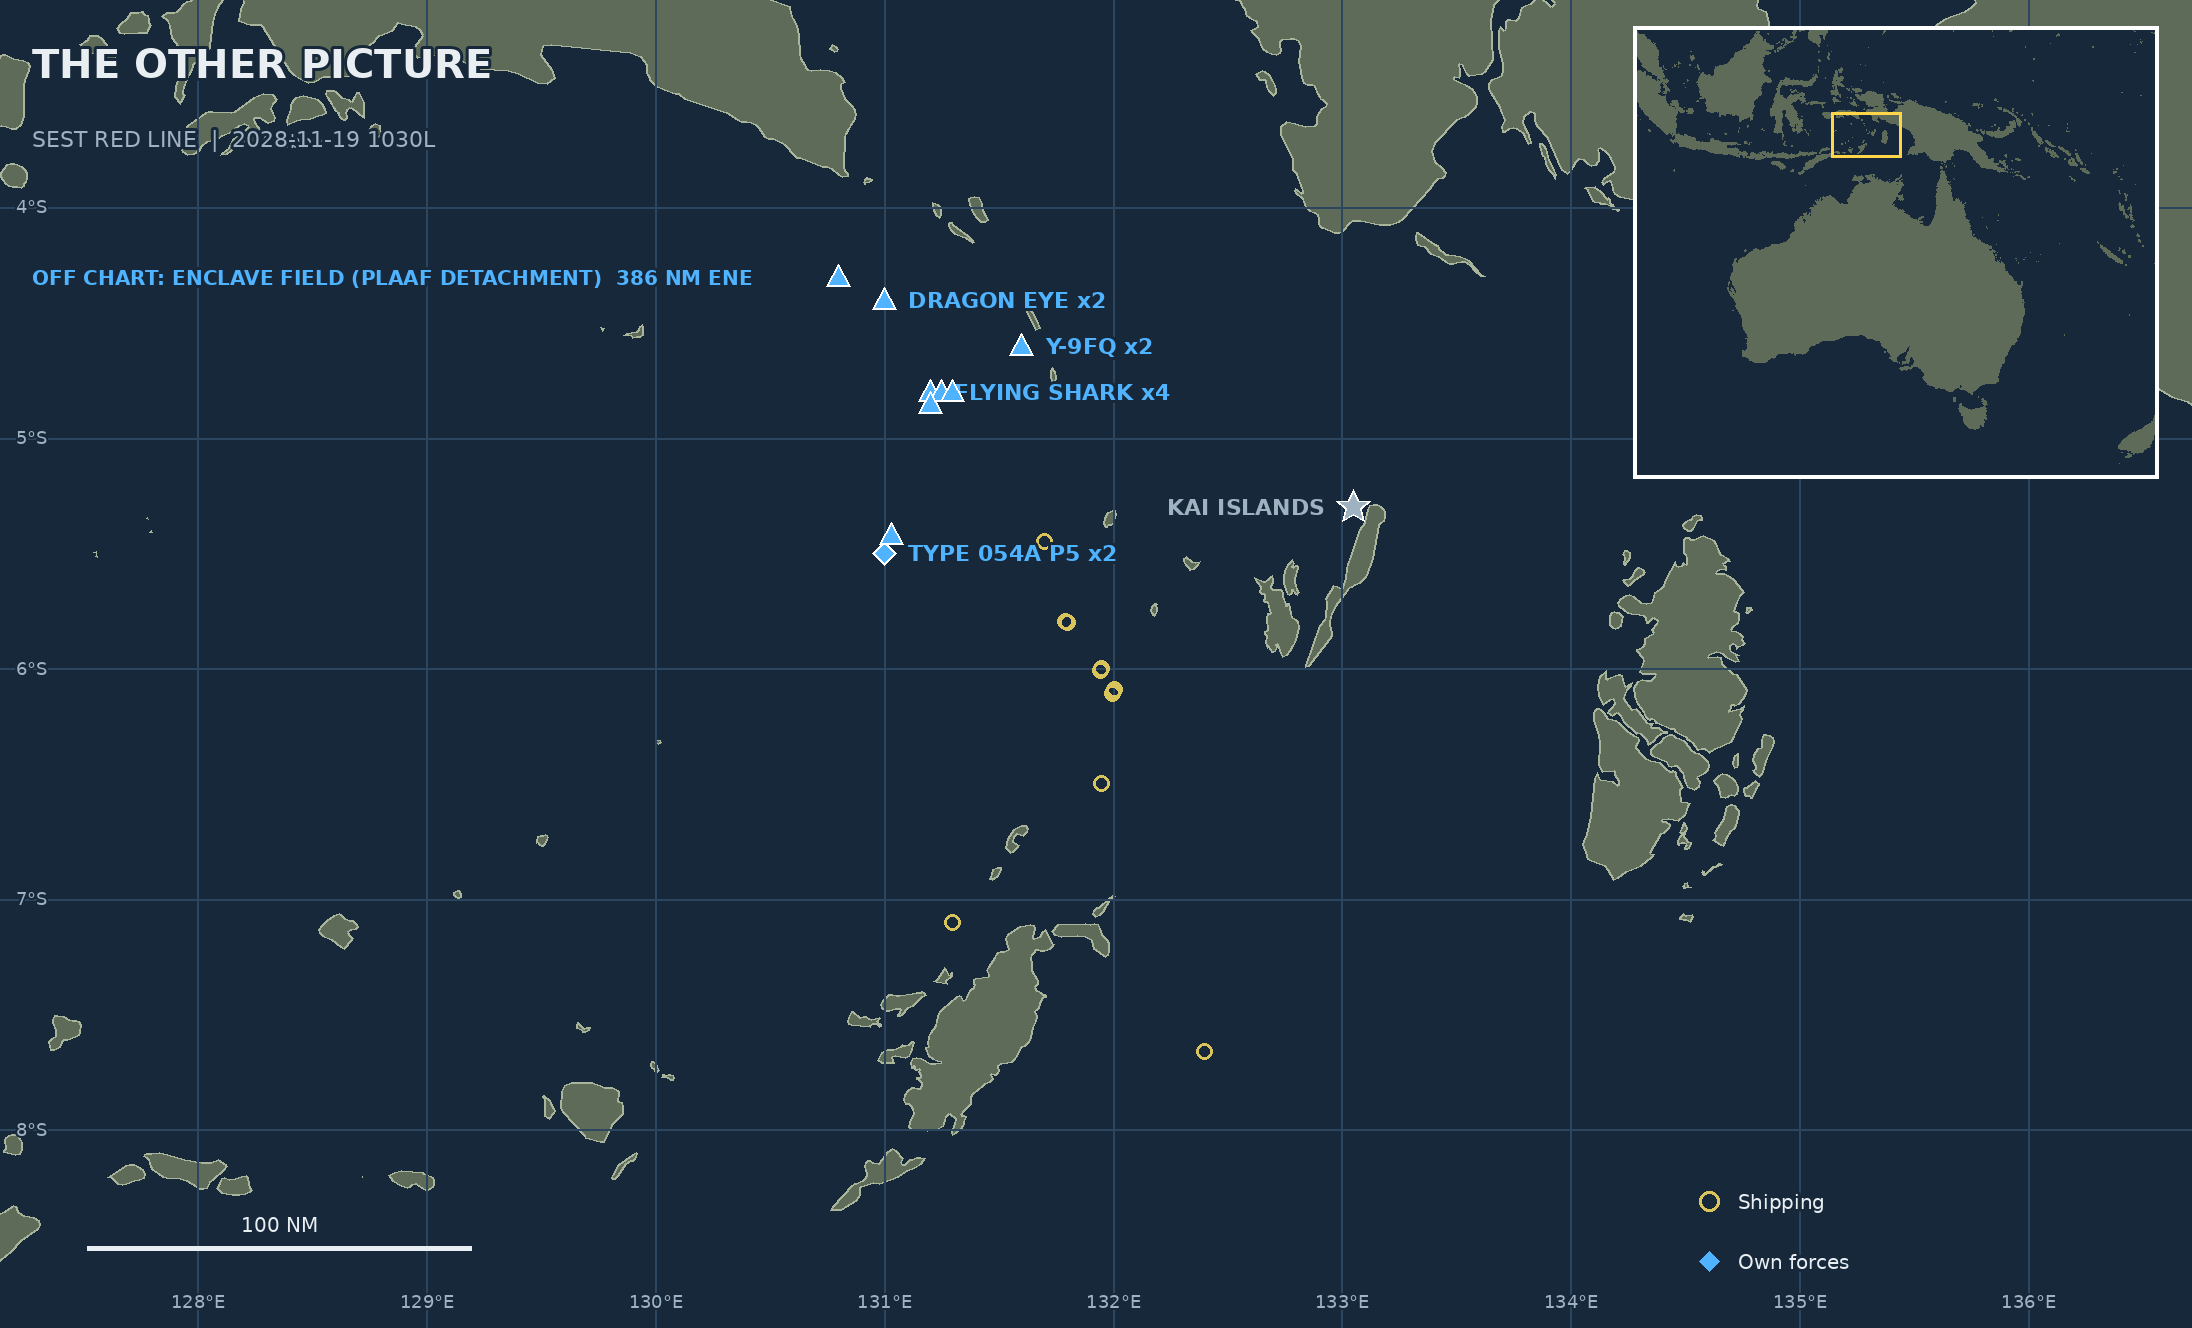 THE OTHER PICTURE
SEST RED LINE | 2028-11-19 1030L
4°S
OFF CHART: ENCLAVE FIELD (PLAAF DETACHMENT) 386 NM ENE
DRAGON EYE x2
Y-9FQ x2
FLYING SHARK x4
5°S
KAI ISLANDS
TYPE 054A P5 x2
6°S
7°S
8°S
Shipping
100 NM
Own forces
128°E 129°E 130°E 131°E 132°E 133°E 134°E 135°E 136°E